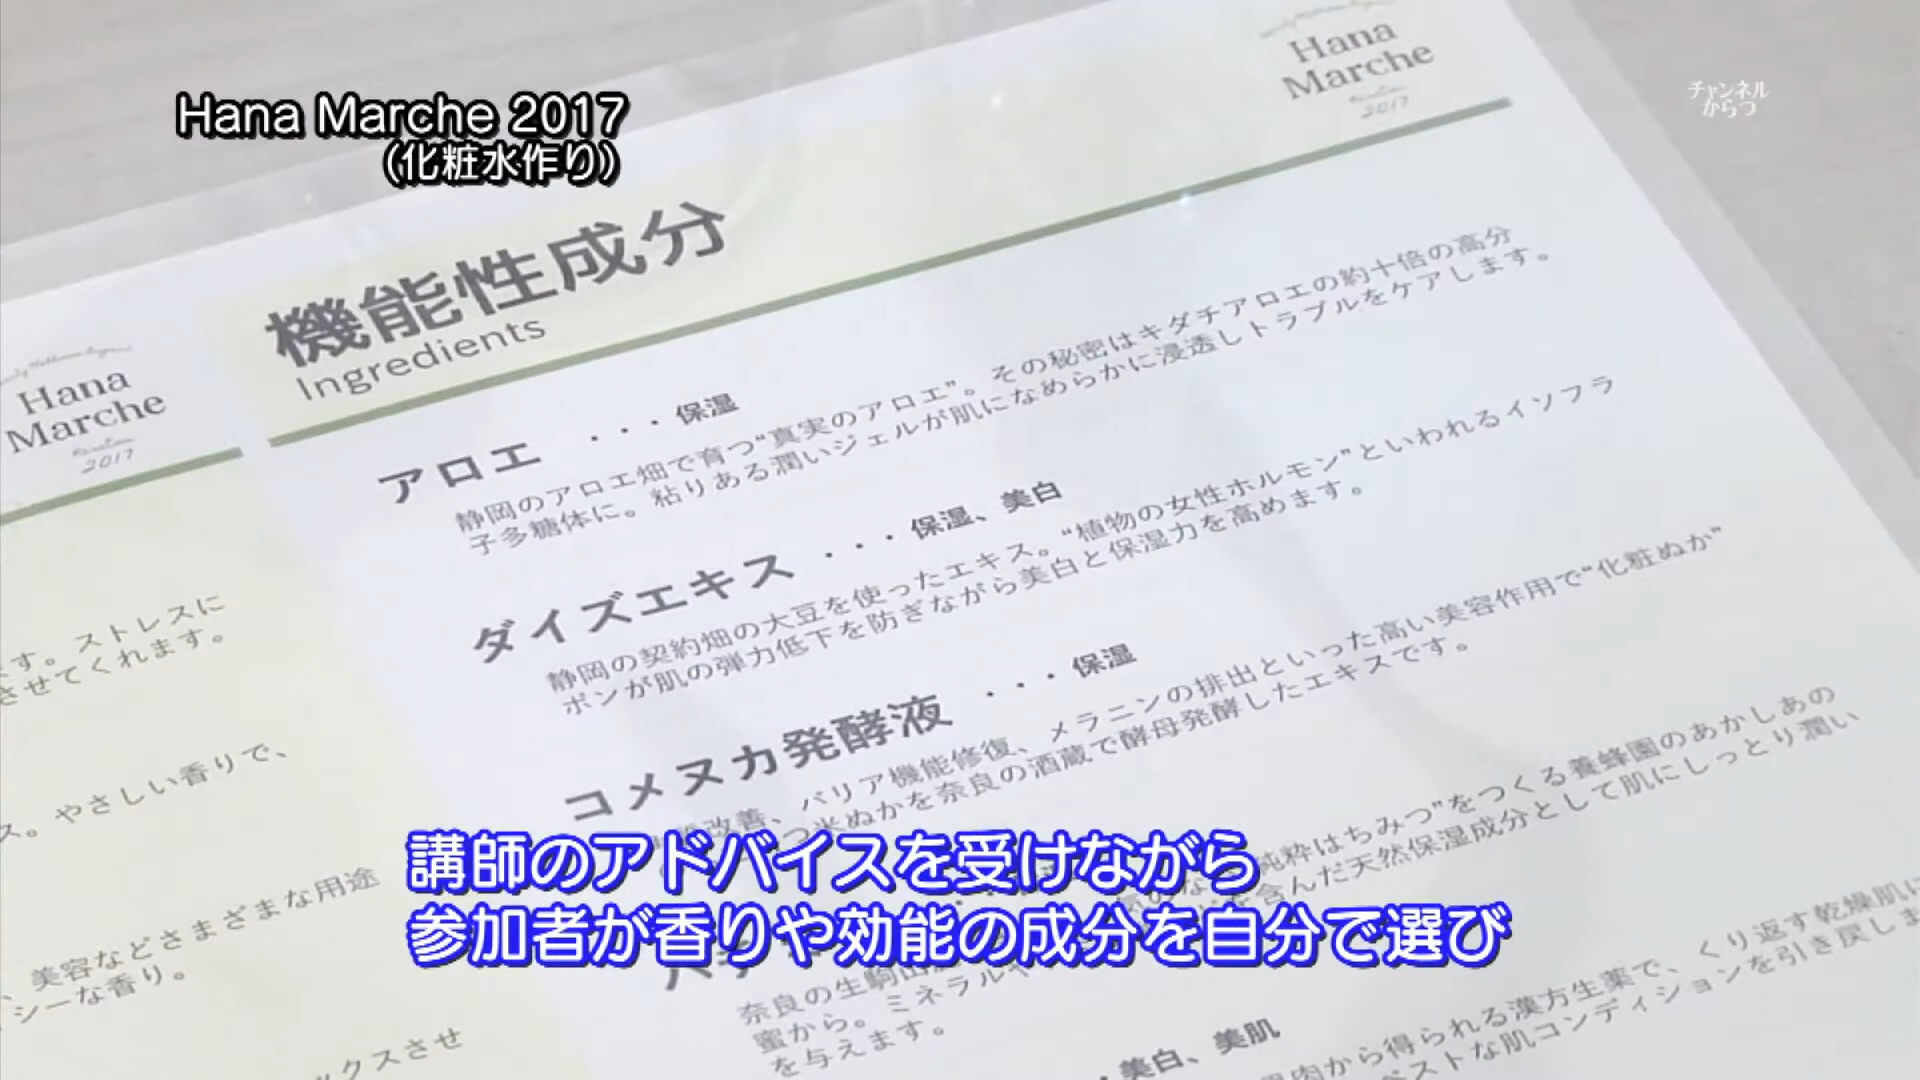 Hana Marche 2017
(化粧水作り)
チャンネル
からつ
Hana
Marche
2017
機能性成分
Ingredients
アロエ ・・・保湿
静岡のアロエ畑で育つ“真実のアロエ”。その秘密はキダチアロエの約十倍の高分
子多糖体に。粘りある潤いジェルが肌になめらかに浸透しトラブルをケアします。
ダイズエキス ・・・保湿、美白
静岡の契約畑の大豆を使ったエキス。“植物の女性ホルモン”といわれるイソフラ
ボンが肌の弾力低下を防ぎながら美白と保湿力を高めます。
コメヌカ発酵液 ・・・保湿
改善、バリア機能修復、メラニンの排出といった高い美容作用で“化粧ぬか”
つ米ぬかを奈良の酒蔵で酵母発酵したエキスです。
純粋はちみつ”をつくる養蜂園のあかしあの
奈良の生駒山
蜜から。ミネラルや
を含んだ天然保湿成分として肌にしっとり潤い
を与えます。
・美白、美肌
から得られる漢方生薬で、くり返す乾燥肌に
ベストな肌コンディションを引き戻しま
Hana
Marche
2017
ます。ストレスに
させてくれます。
ス。やさしい香りで、
、美容などさまざまな用途
シーな香り。
ックスさせ
講師のアドバイスを受けながら
参加者が香りや効能の成分を自分で選び